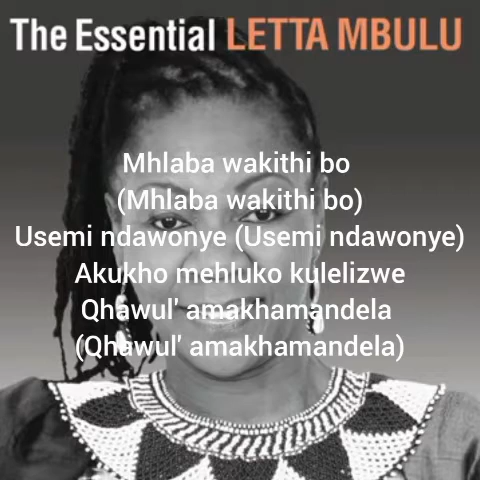 The Essential LETTA MBULU
Mhlaba wakithi bo
(Mhlaba wakithi bo)
Usemi ndawonye (Usemi ndawonye)
Akukho mehluko kulelizwe
Qhawul' amakhamandela
(Qhawul' amakhamandela)